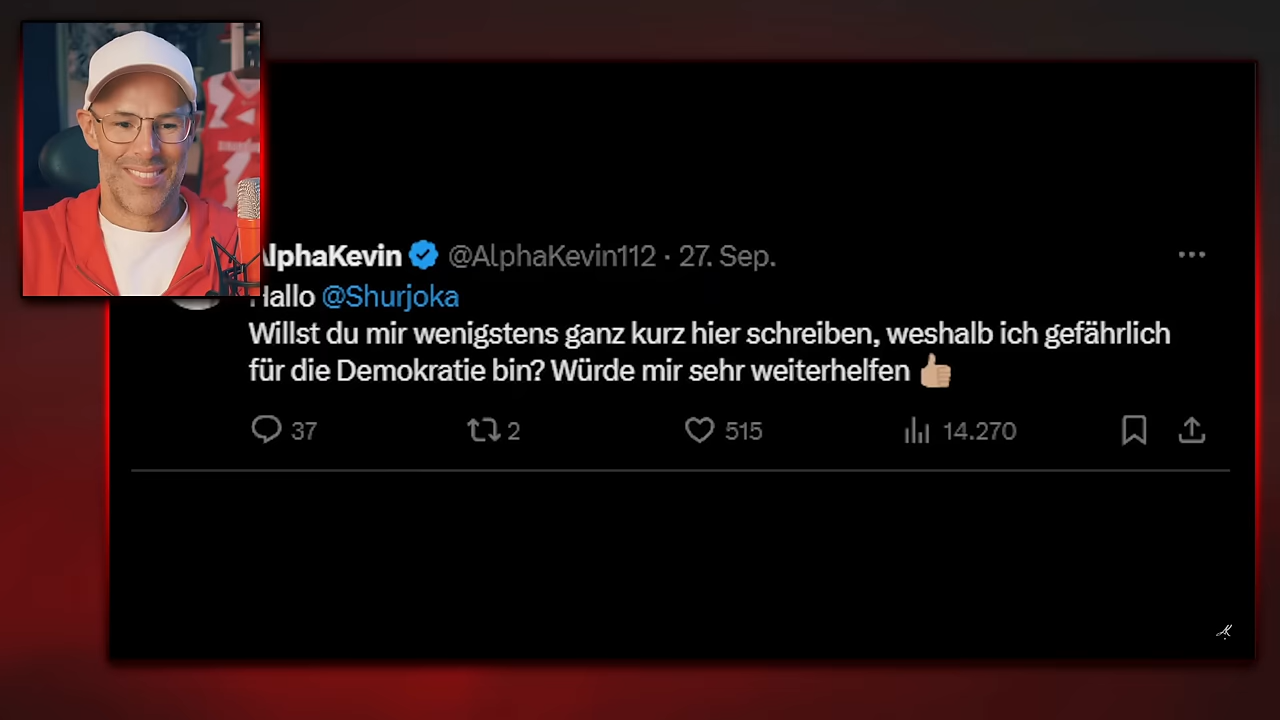 AlphaKevin @AlphaKevin112 · 27. Sep.
Hallo @Shurjoka
Willst du mir wenigstens ganz kurz hier schreiben, weshalb ich gefährlich
für die Demokratie bin? Würde mir sehr weiterhelfen 👍🏼
37 2 515 14.270